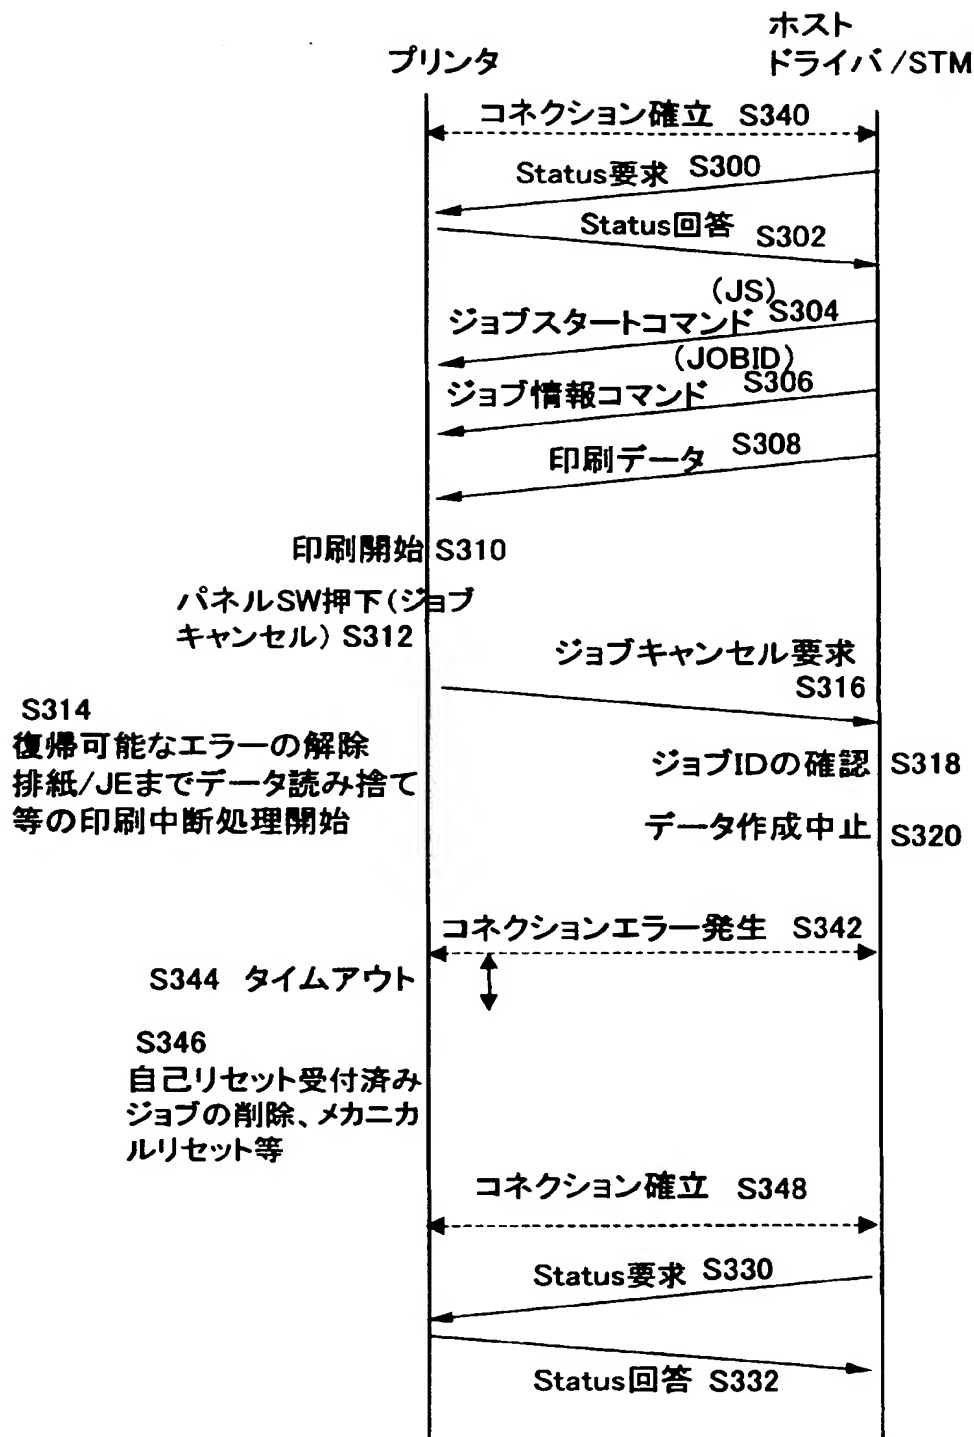 ホスト
プリンタ
ドライバ/STM
コネクション確立 S340
Status要求 S300
Status回答 S302
(JS)
ジョブスタートコマンド S304
(JOBID)
ジョブ情報コマンド S306
印刷データ S308
印刷開始 S310
パネルSW押下(ジョブ
キャンセル) S312
ジョブキャンセル要求
S316
S314
復帰可能なエラーの解除
排紙/JEまでデータ読み捨て
等の印刷中断処理開始
ジョブIDの確認 S318
データ作成中止 S320
コネクションエラー発生 S342
S344 タイムアウト
S346
自己リセット受付済み
ジョブの削除、メカニカ
ルリセット等
コネクション確立 S348
Status要求 S330
Status回答 S332